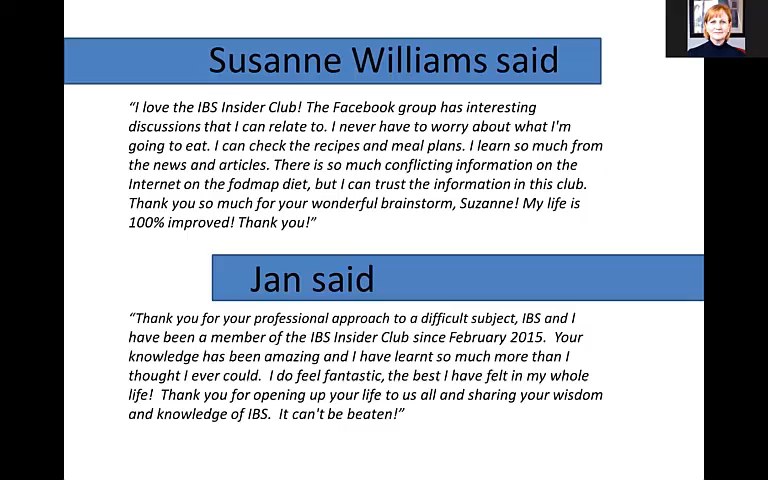 Susanne Williams said
“I love the IBS Insider Club! The Facebook group has interesting
discussions that I can relate to. I never have to worry about what I'm
going to eat. I can check the recipes and meal plans. I learn so much from
the news and articles. There is so much conflicting information on the
Internet on the fodmap diet, but I can trust the information in this club.
Thank you so much for your wonderful brainstorm, Suzanne! My life is
100% improved! Thank you!”
Jan said
“Thank you for your professional approach to a difficult subject, IBS and I
have been a member of the IBS Insider Club since February 2015.  Your
knowledge has been amazing and I have learnt so much more than I
thought I ever could.  I do feel fantastic, the best I have felt in my whole
life!  Thank you for opening up your life to us all and sharing your wisdom
and knowledge of IBS.  It can't be beaten!”